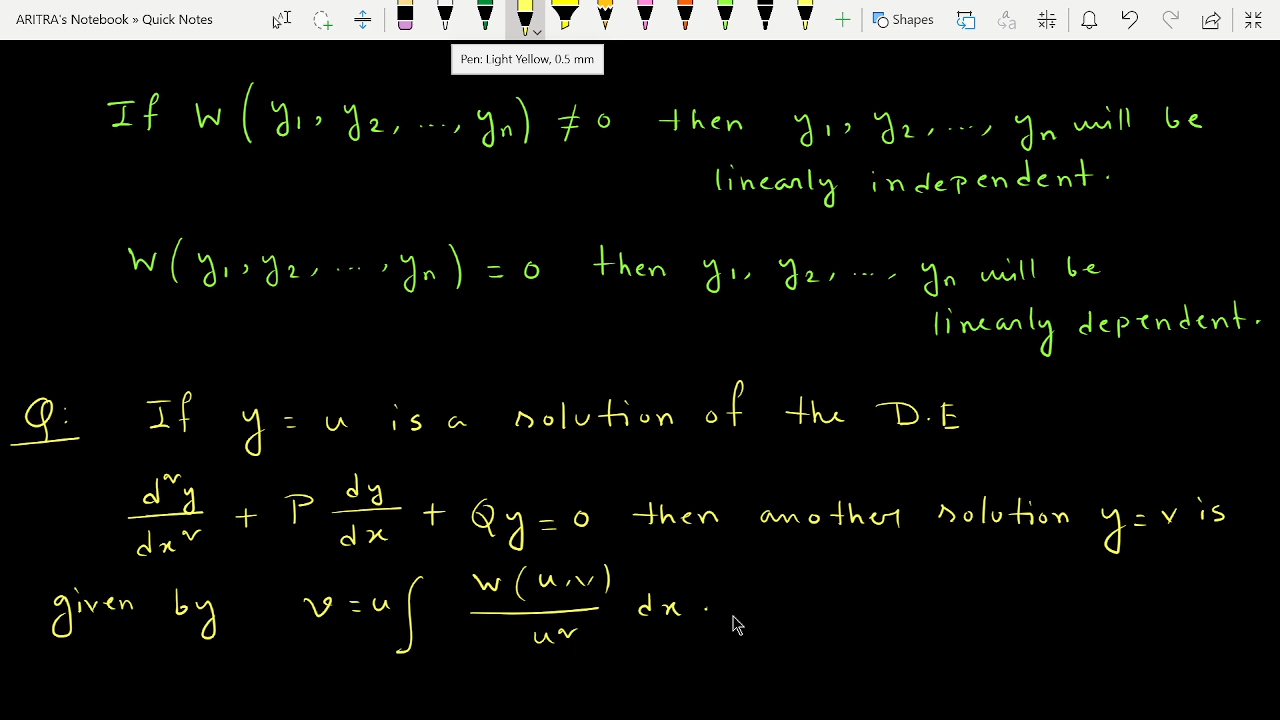 ARITRA's Notebook » Quick Notes
Shapes
Pen: Light Yellow, 0.5 mm
If W(y₁, y₂, ..., yₙ) ≠ 0 then y₁, y₂, ..., yₙ will be
linearly independent.
W(y₁, y₂, ..., yₙ) = 0 then y₁, y₂, ..., yₙ will be
linearly dependent.
Q: If y = u is a solution of the D.E
d²y/dx² + P dy/dx + Qy = 0 then another solution y = v is
given by v = u ∫ W(u,v)/u² dx.